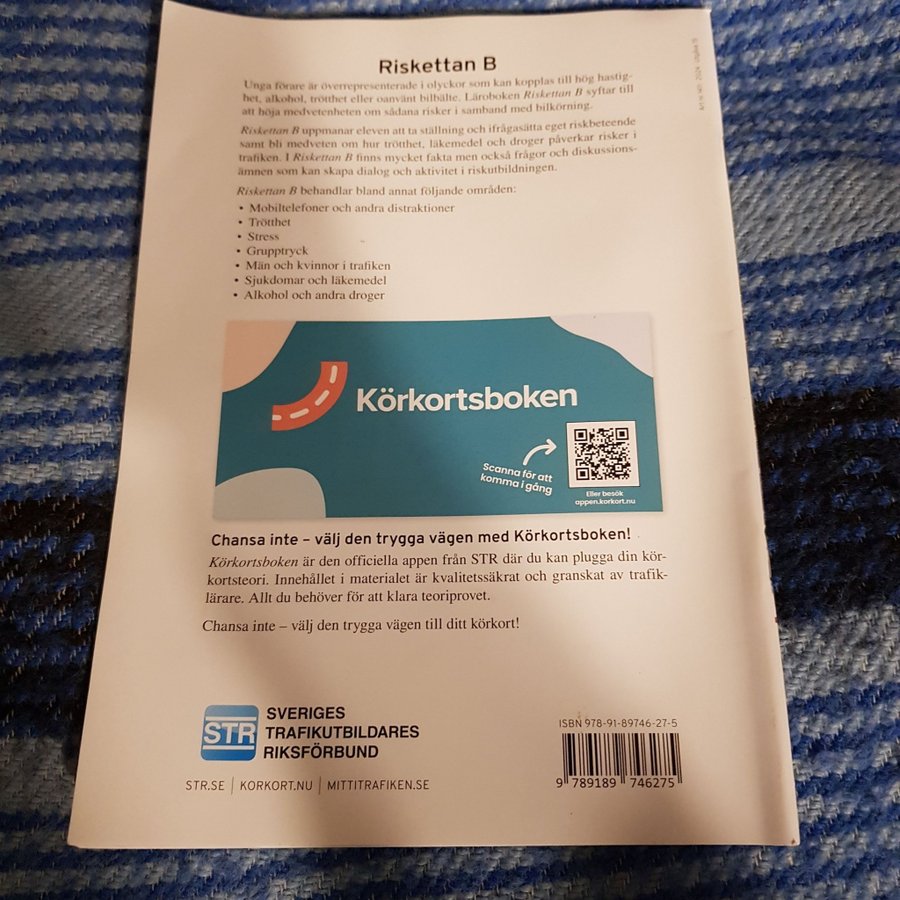 Riskettan B
Unga förare är överrepresenterade i olyckor som kan kopplas till hög hastig-
het, alkohol, trötthet eller oanvänt bilbälte. Läroboken Riskettan B syftar till
att höja medvetenheten om sådana risker i samband med bilkörning.
Riskettan B uppmanar eleven att ta ställning och ifrågasätta eget riskbeteende
samt bli medveten om hur trötthet, läkemedel och droger påverkar risker i
trafiken. I Riskettan B finns mycket fakta men också frågor och diskussions-
ämnen som kan skapa dialog och aktivitet i riskutbildningen.
Riskettan B behandlar bland annat följande områden:
• Mobiltelefoner och andra distraktioner
• Trötthet
• Stress
• Grupptryck
• Män och kvinnor i trafiken
• Sjukdomar och läkemedel
• Alkohol och andra droger
Körkortsboken
Scanna för att
komma i gång
Eller besök
appen.korkort.nu
Chansa inte – välj den trygga vägen med Körkortsboken!
Körkortsboken är den officiella appen från STR där du kan plugga din kör-
kortsteori. Innehållet i materialet är kvalitetssäkrat och granskat av trafik-
lärare. Allt du behöver för att klara teoriprovet.
Chansa inte – välj den trygga vägen till ditt körkort!
STR
SVERIGES
TRAFIKUTBILDARES
RIKSFÖRBUND
STR.SE | KORKORT.NU | MITTITRAFIKEN.SE
ISBN 978-91-89746-27-5
9 789189 746275